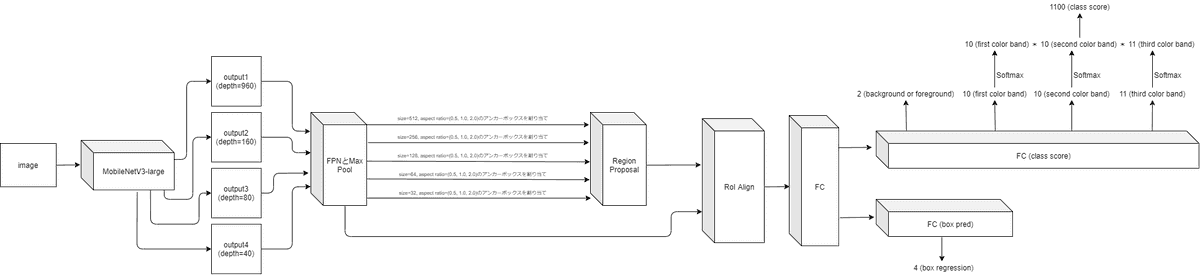 image
MobileNetV3-large
output1
(depth=960)
output2
(depth=160)
output3
(depth=80)
output4
(depth=40)
FPNとMax
Pool
size=512, aspect ratio=(0.5, 1.0, 2.0)のアンカーボックスを割り当て
size=256, aspect ratio=(0.5, 1.0, 2.0)のアンカーボックスを割り当て
size=128, aspect ratio=(0.5, 1.0, 2.0)のアンカーボックスを割り当て
size=64, aspect ratio=(0.5, 1.0, 2.0)のアンカーボックスを割り当て
size=32, aspect ratio=(0.5, 1.0, 2.0)のアンカーボックスを割り当て
Region
Proposal
RoI Align
FC
1100 (class score)
10 (first color band) * 10 (second color band) * 11 (third color band)
Softmax
Softmax
Softmax
2 (background or foreground)
10 (first color band)
10 (second color band)
11 (third color band)
FC (class score)
FC (box pred)
4 (box regression)